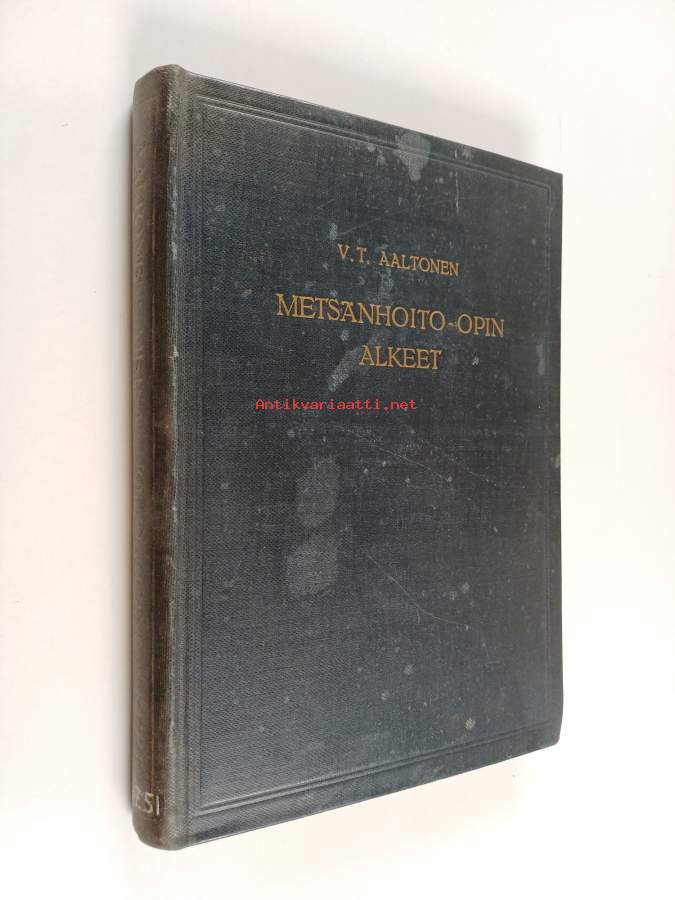 V.T. AALTONEN
METSÄNHOITO-OPIN
ALKEET
Antikvariaatti.net